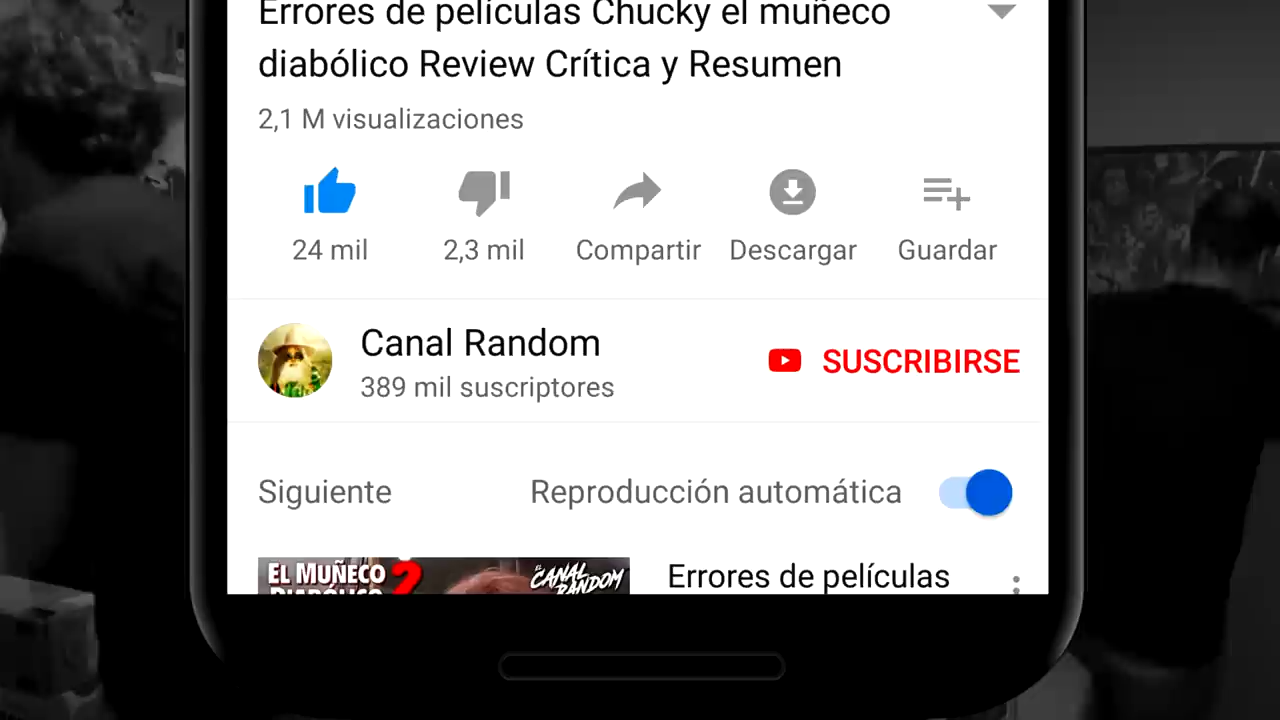 Errores de películas Chucky el muñeco
diabólico Review Crítica y Resumen
2,1 M visualizaciones
24 mil
2,3 mil
Compartir
Descargar
Guardar
Canal Random
389 mil suscriptores
SUSCRIBIRSE
Siguiente
Reproducción automática
EL MUÑECO
DIABÓLICO 2
EL CANAL
RANDOM
Errores de películas